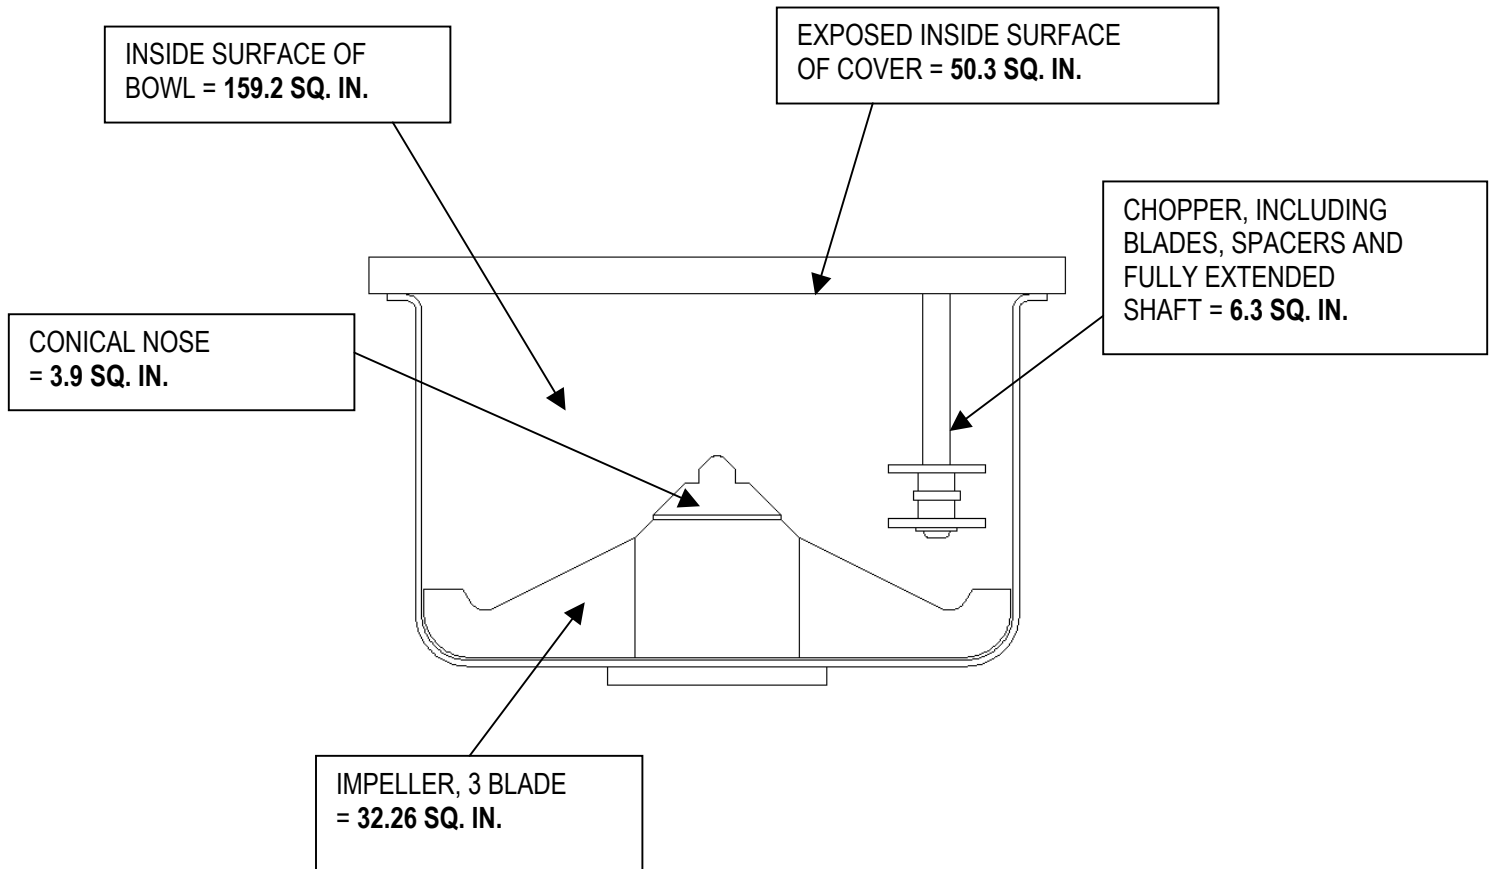 INSIDE SURFACE OF
BOWL = 159.2 SQ. IN.
EXPOSED INSIDE SURFACE
OF COVER = 50.3 SQ. IN.
CHOPPER, INCLUDING
BLADES, SPACERS AND
FULLY EXTENDED
SHAFT = 6.3 SQ. IN.
CONICAL NOSE
= 3.9 SQ. IN.
IMPELLER, 3 BLADE
= 32.26 SQ. IN.